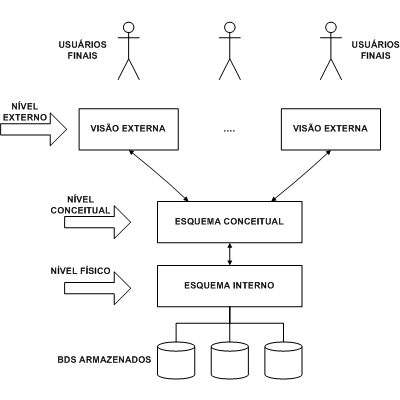 USUÁRIOS
FINAIS
USUÁRIOS
FINAIS
NÍVEL
EXTERNO
VISÃO EXTERNA
....
VISÃO EXTERNA
NÍVEL
CONCEITUAL
ESQUEMA CONCEITUAL
NÍVEL FÍSICO
ESQUEMA INTERNO
BDS ARMAZENADOS